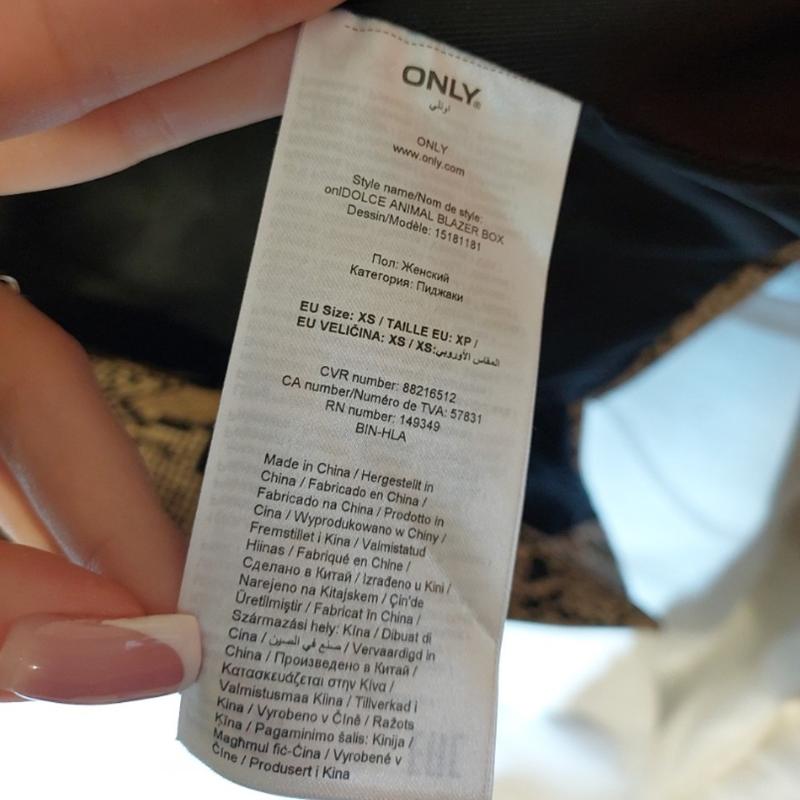 ONLY®
اونلي
ONLY
www.only.com
Style name/Nom de style:
onlDOLCE ANIMAL BLAZER BOX
Dessin/Modèle: 15181181
Пол: Женский
Категория: Пиджаки
EU Size: XS / TAILLE EU: XP /
EU VELIČINA: XS / XS:المقاس الأوروبي
CVR number: 88216512
CA number/Numéro de TVA: 57831
RN number: 149349
BIN-HLA
Made in China / Hergestellt in
China / Fabricado en China /
Fabricado na China / Prodotto in
Cina / Wyprodukowano w Chiny /
Fremstillet i Kina / Valmistatud
Hiinas / Fabriqué en Chine /
Сделано в Китай / Izrađeno u Kini /
Narejeno na Kitajskem / Çin'de
Üretilmiştir / Fabricat în China /
Származási hely: Kína / Dibuat di
Cina / صنع في الصين / Vervaardigd in
China / Произведено в Китай /
Κατασκευάζεται στην Κίνα /
Valmistusmaa Kiina / Tillverkad i
Kina / Vyrobeno v Číně / Ražots
Ķīna / Pagaminimo šalis: Kinija /
Magħmul fiċ-Ċina / Vyrobené v
Číne / Produsert i Kina